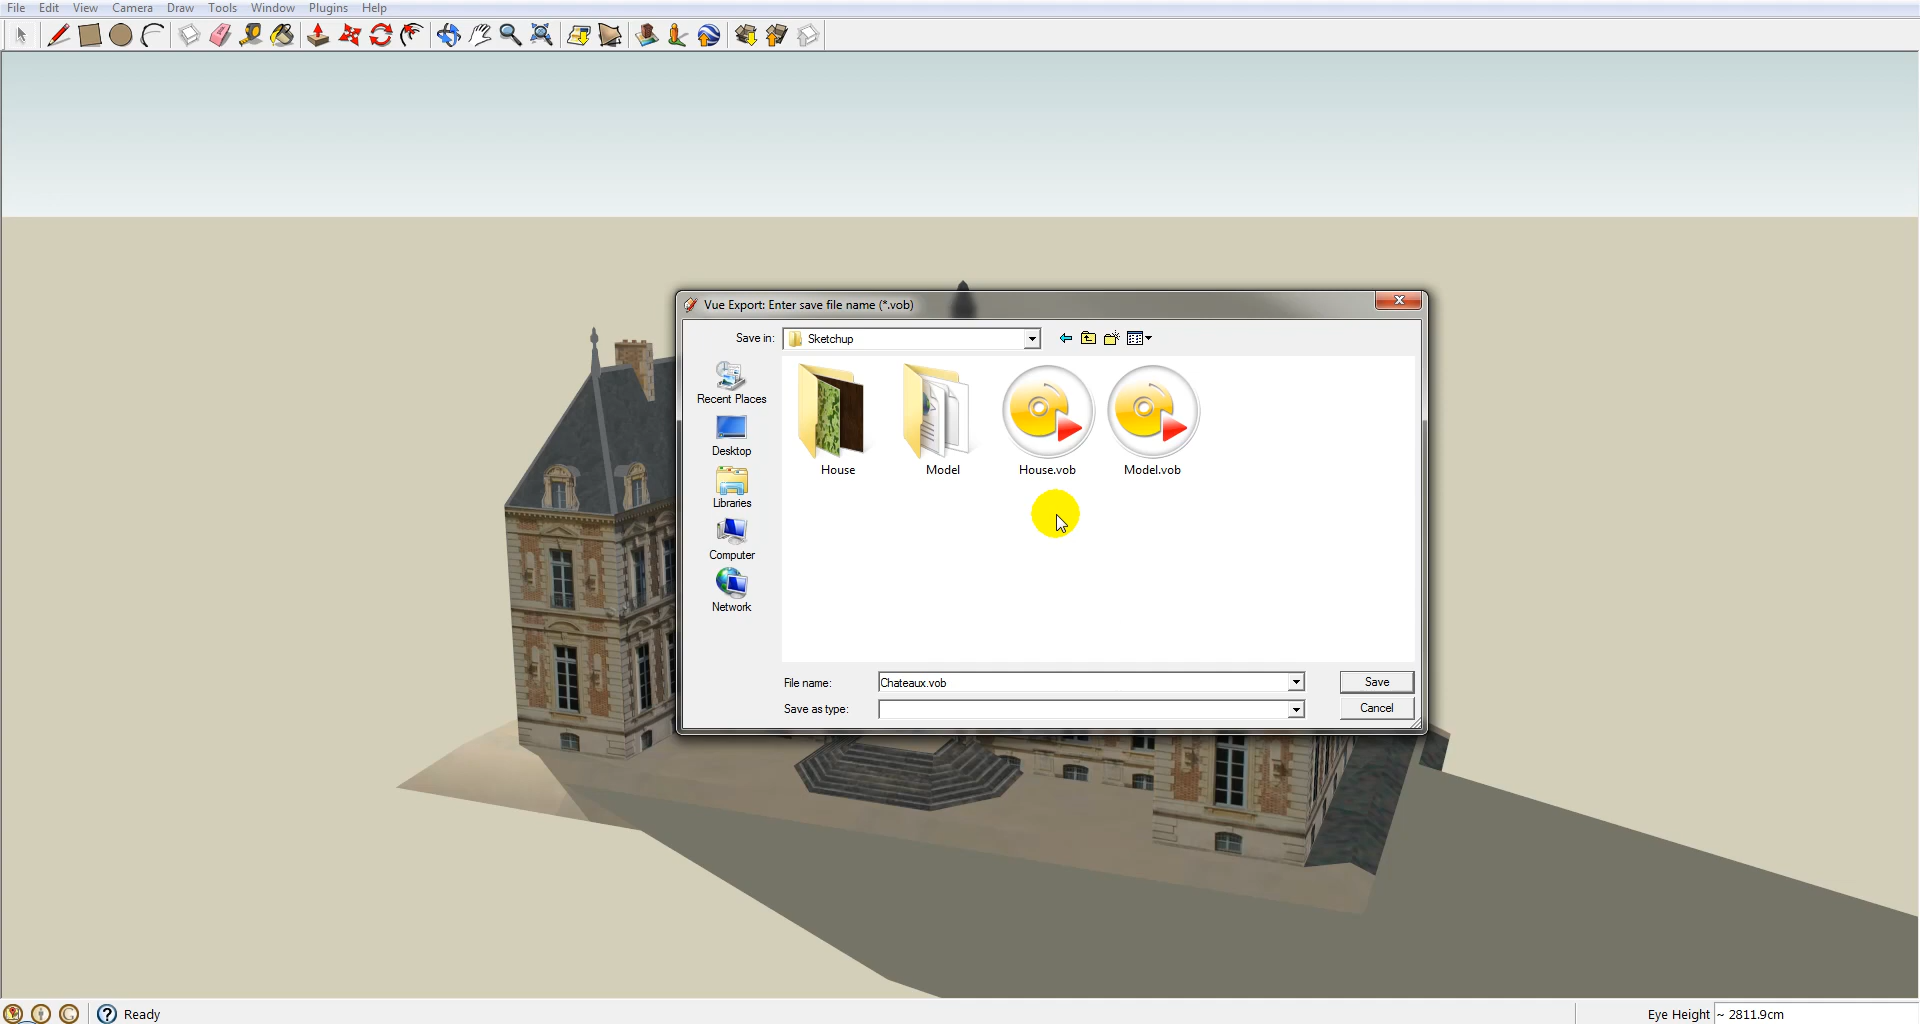 File Edit View Camera Draw Tools Window Plugins Help
Vue Export: Enter save file name (*.vob)
Save in: Sketchup
Recent Places
Desktop
Libraries
Computer
Network
House Model House.vob Model.vob
File name: Chateaux.vob Save
Save as type: Cancel
Ready
Eye Height ~ 2811.9cm